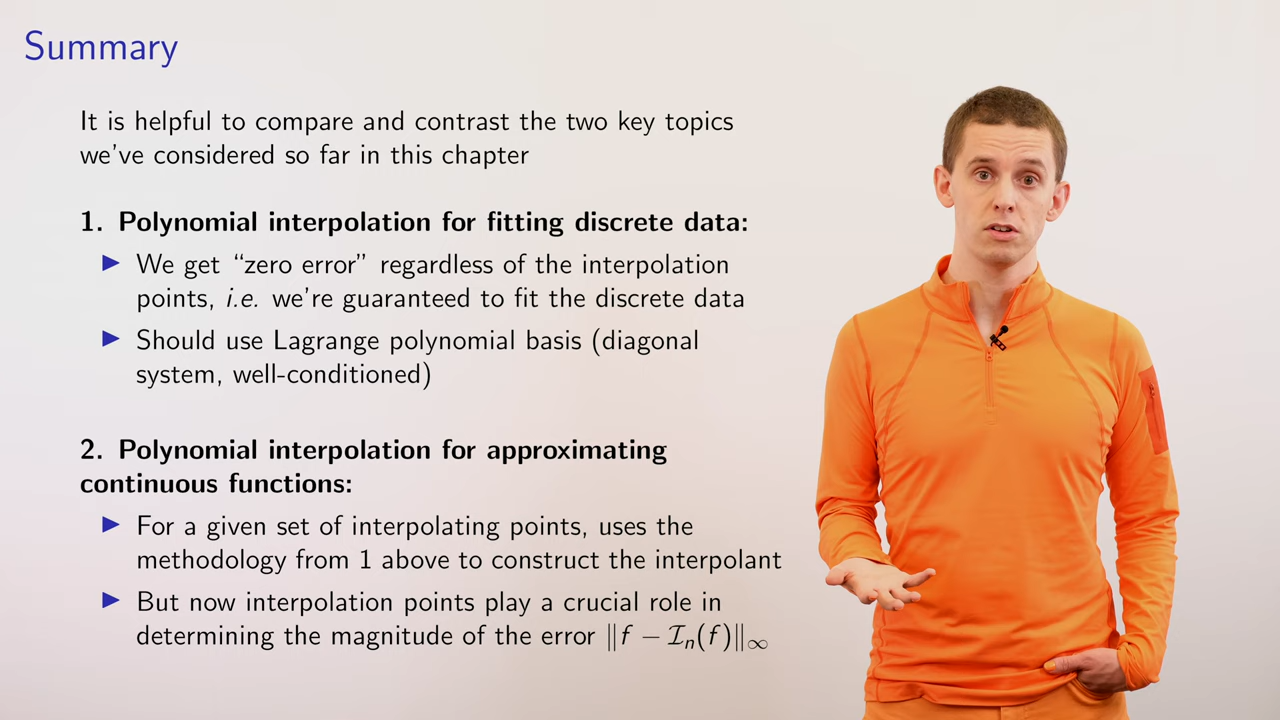 Summary
It is helpful to compare and contrast the two key topics
we've considered so far in this chapter
1. Polynomial interpolation for fitting discrete data:
▶ We get “zero error” regardless of the interpolation
points, i.e. we're guaranteed to fit the discrete data
▶ Should use Lagrange polynomial basis (diagonal
system, well-conditioned)
2. Polynomial interpolation for approximating
continuous functions:
▶ For a given set of interpolating points, uses the
methodology from 1 above to construct the interpolant
▶ But now interpolation points play a crucial role in
determining the magnitude of the error ‖f − ℐₙ(f)‖∞